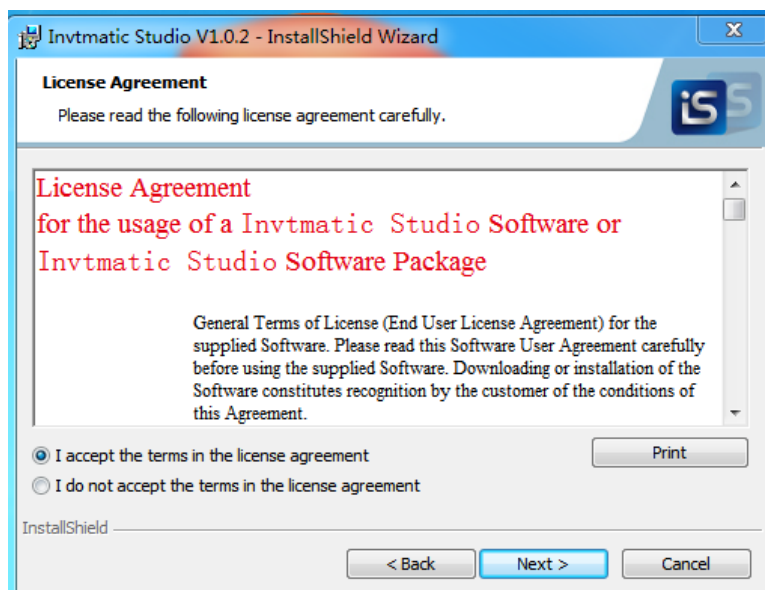 Invtmatic Studio V1.0.2 - InstallShield Wizard
License Agreement
Please read the following license agreement carefully.
iS S
License Agreement
for the usage of a Invtmatic Studio Software or
Invtmatic Studio Software Package
General Terms of License (End User License Agreement) for the
supplied Software. Please read this Software User Agreement carefully
before using the supplied Software. Downloading or installation of the
Software constitutes recognition by the customer of the conditions of
this Agreement.
I accept the terms in the license agreement
Print
I do not accept the terms in the license agreement
InstallShield
< Back Next > Cancel